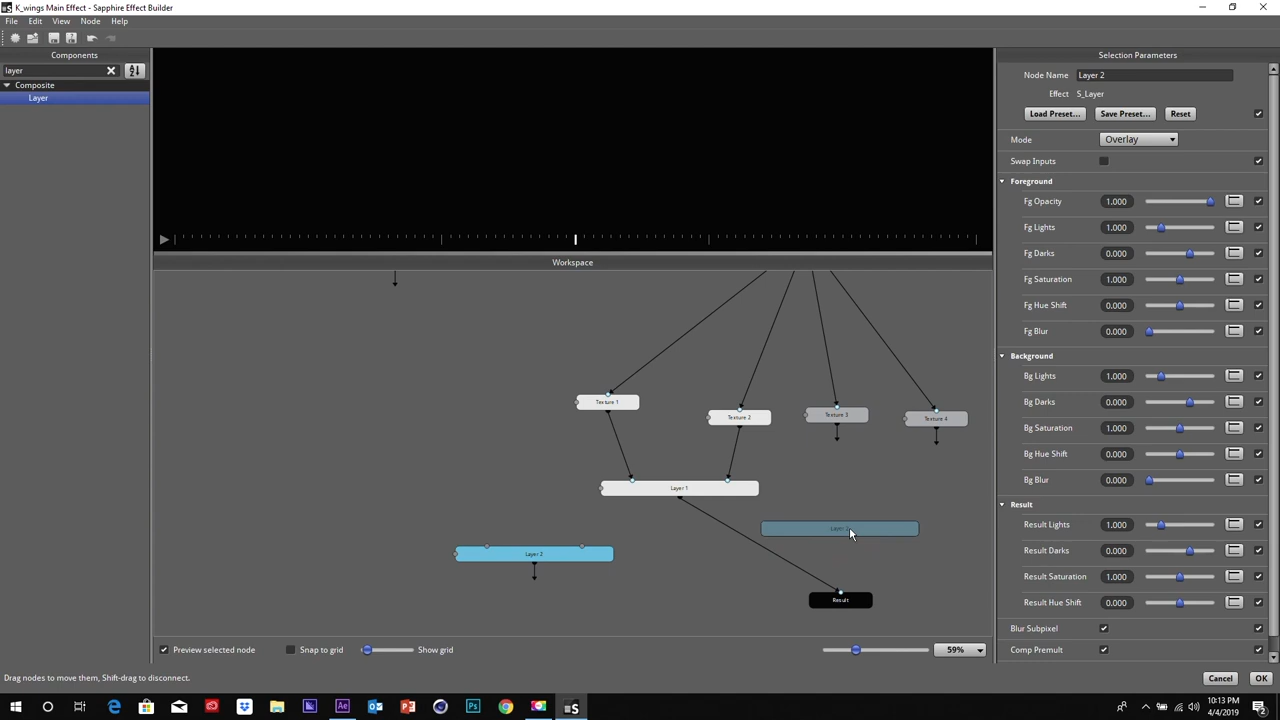 K_wings Main Effect - Sapphire Effect Builder
File Edit View Node Help
Components
layer
Composite
Layer
Workspace
Texture 1
Texture 2
Texture 3
Texture 4
Layer 1
Layer 2
Layer 2
Result
Preview selected node
Snap to grid
Show grid
59%
Drag nodes to move them, Shift-drag to disconnect.
Selection Parameters
Node Name Layer 2
Effect S_Layer
Load Preset... Save Preset... Reset
Mode Overlay
Swap Inputs
Foreground
Fg Opacity 1.000
Fg Lights 1.000
Fg Darks 0.000
Fg Saturation 1.000
Fg Hue Shift 0.000
Fg Blur 0.000
Background
Bg Lights 1.000
Bg Darks 0.000
Bg Saturation 1.000
Bg Hue Shift 0.000
Bg Blur 0.000
Result
Result Lights 1.000
Result Darks 0.000
Result Saturation 1.000
Result Hue Shift 0.000
Blur Subpixel
Comp Premult
Cancel OK
10:13 PM
4/4/2019